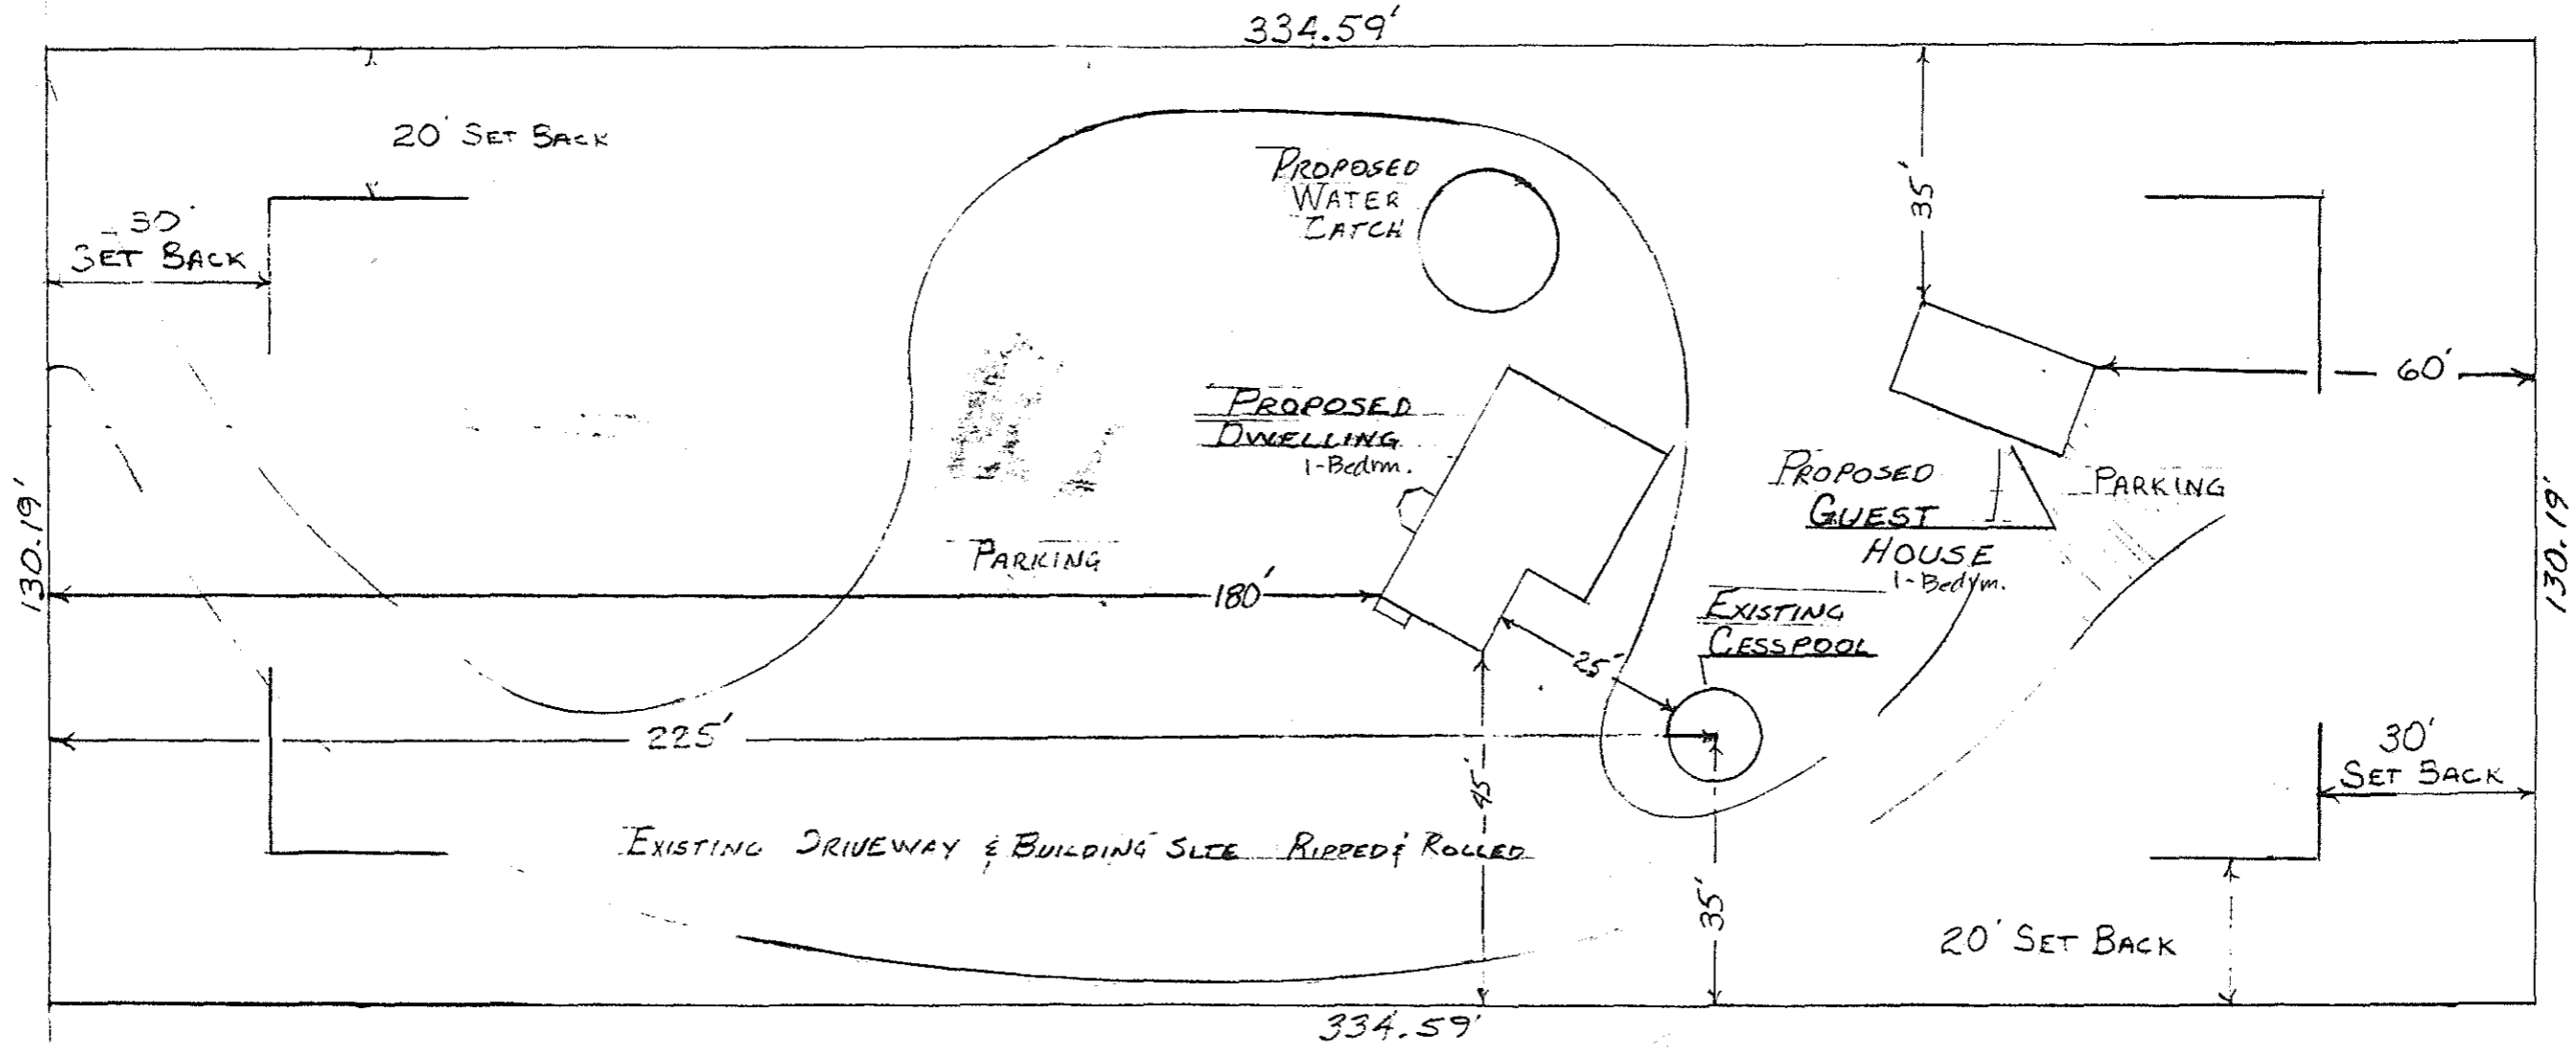 334.59'
20' SET BACK
30'
SET BACK
PROPOSED
WATER
CATCH
35'
60'
PROPOSED
DWELLING
1-Bedrm.
PROPOSED
GUEST
HOUSE
1-Bedrm.
PARKING
130.19'
130.19'
PARKING
180'
EXISTING
CESSPOOL
25'
225'
45'
30'
SET BACK
EXISTING DRIVEWAY & BUILDING SITE RIPPED & ROLLED
35'
20' SET BACK
334.59'